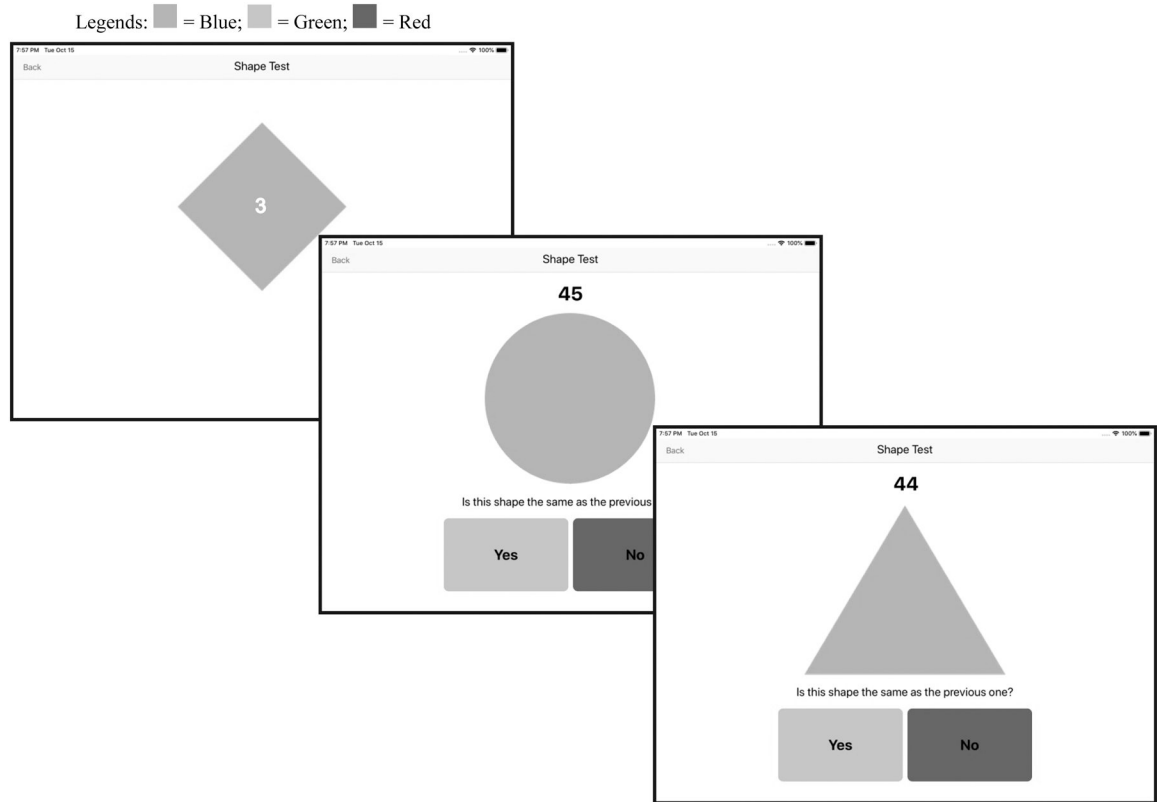 Legends: = Blue; = Green; = Red
7:57 PM Tue Oct 15 100%
Back Shape Test
3
7:57 PM Tue Oct 15 100%
Back Shape Test
45
Is this shape the same as the previous
Yes No
7:57 PM Tue Oct 15 100%
Back Shape Test
44
Is this shape the same as the previous one?
Yes No